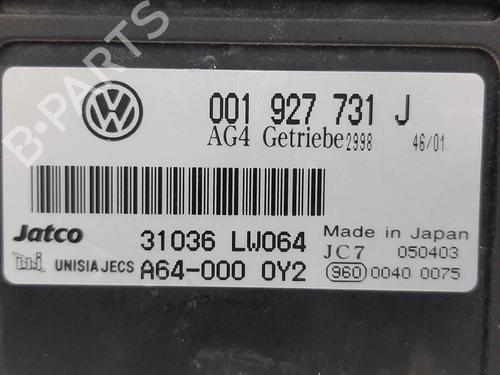 B-PARTS
001 927 731 J
AG4 Getriebe 2998 46/01
Jatco 31036 LW064 Made in Japan
JC7 050403
UNISIA JECS A64-000 0Y2
960 0040 0075